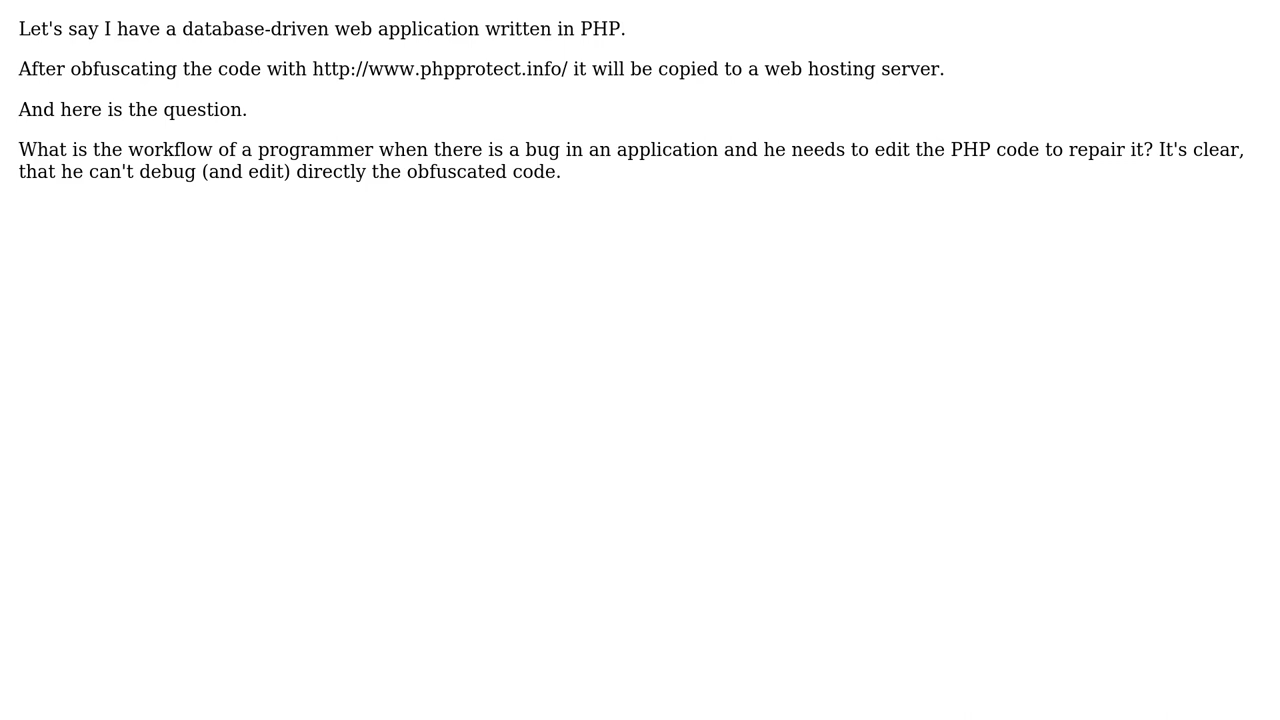 Let's say I have a database-driven web application written in PHP.
After obfuscating the code with http://www.phpprotect.info/ it will be copied to a web hosting server.
And here is the question.
What is the workflow of a programmer when there is a bug in an application and he needs to edit the PHP code to repair it? It's clear,
that he can't debug (and edit) directly the obfuscated code.